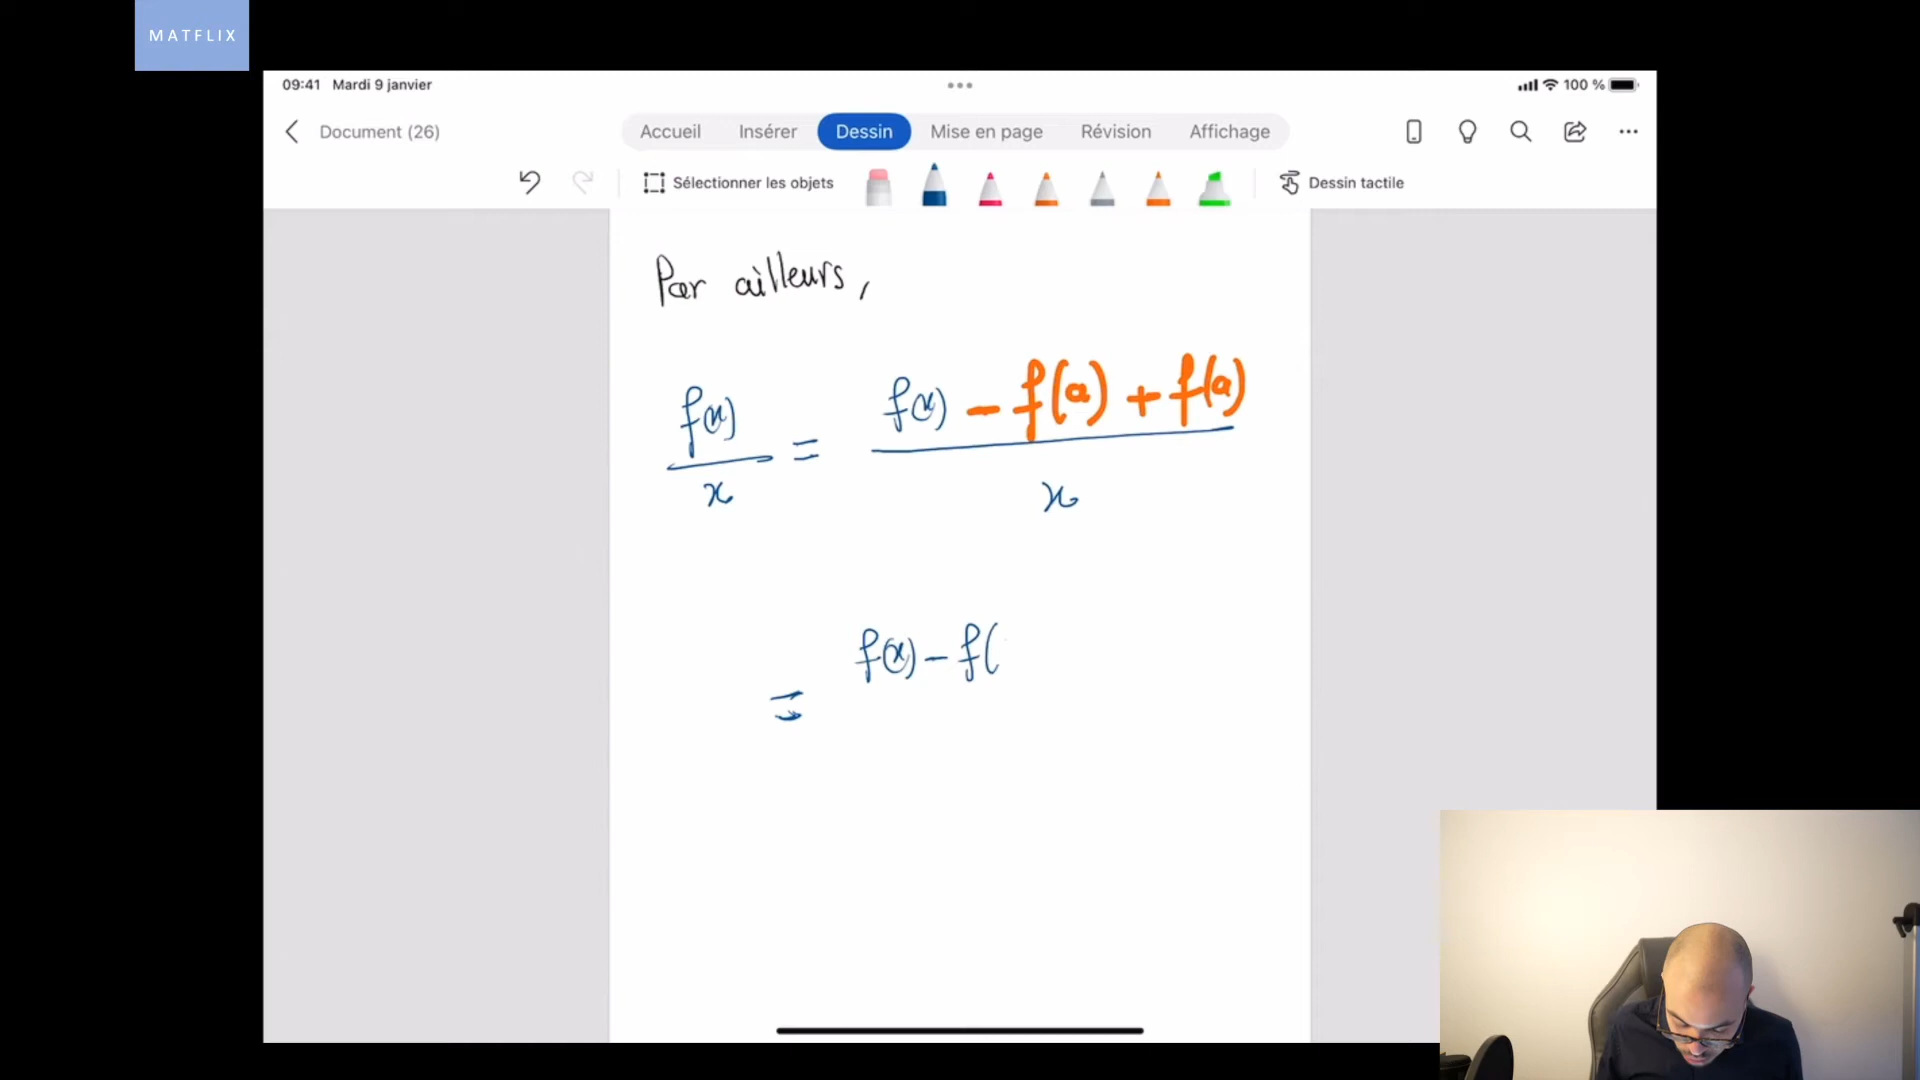 MATFLIX
09:41 Mardi 9 janvier
100 %
Document (26)
Accueil Insérer Dessin Mise en page Révision Affichage
Sélectionner les objets
Dessin tactile
Par ailleurs,
f(x)/x = (f(x) - f(a) + f(a))/x
= f(x) - f(